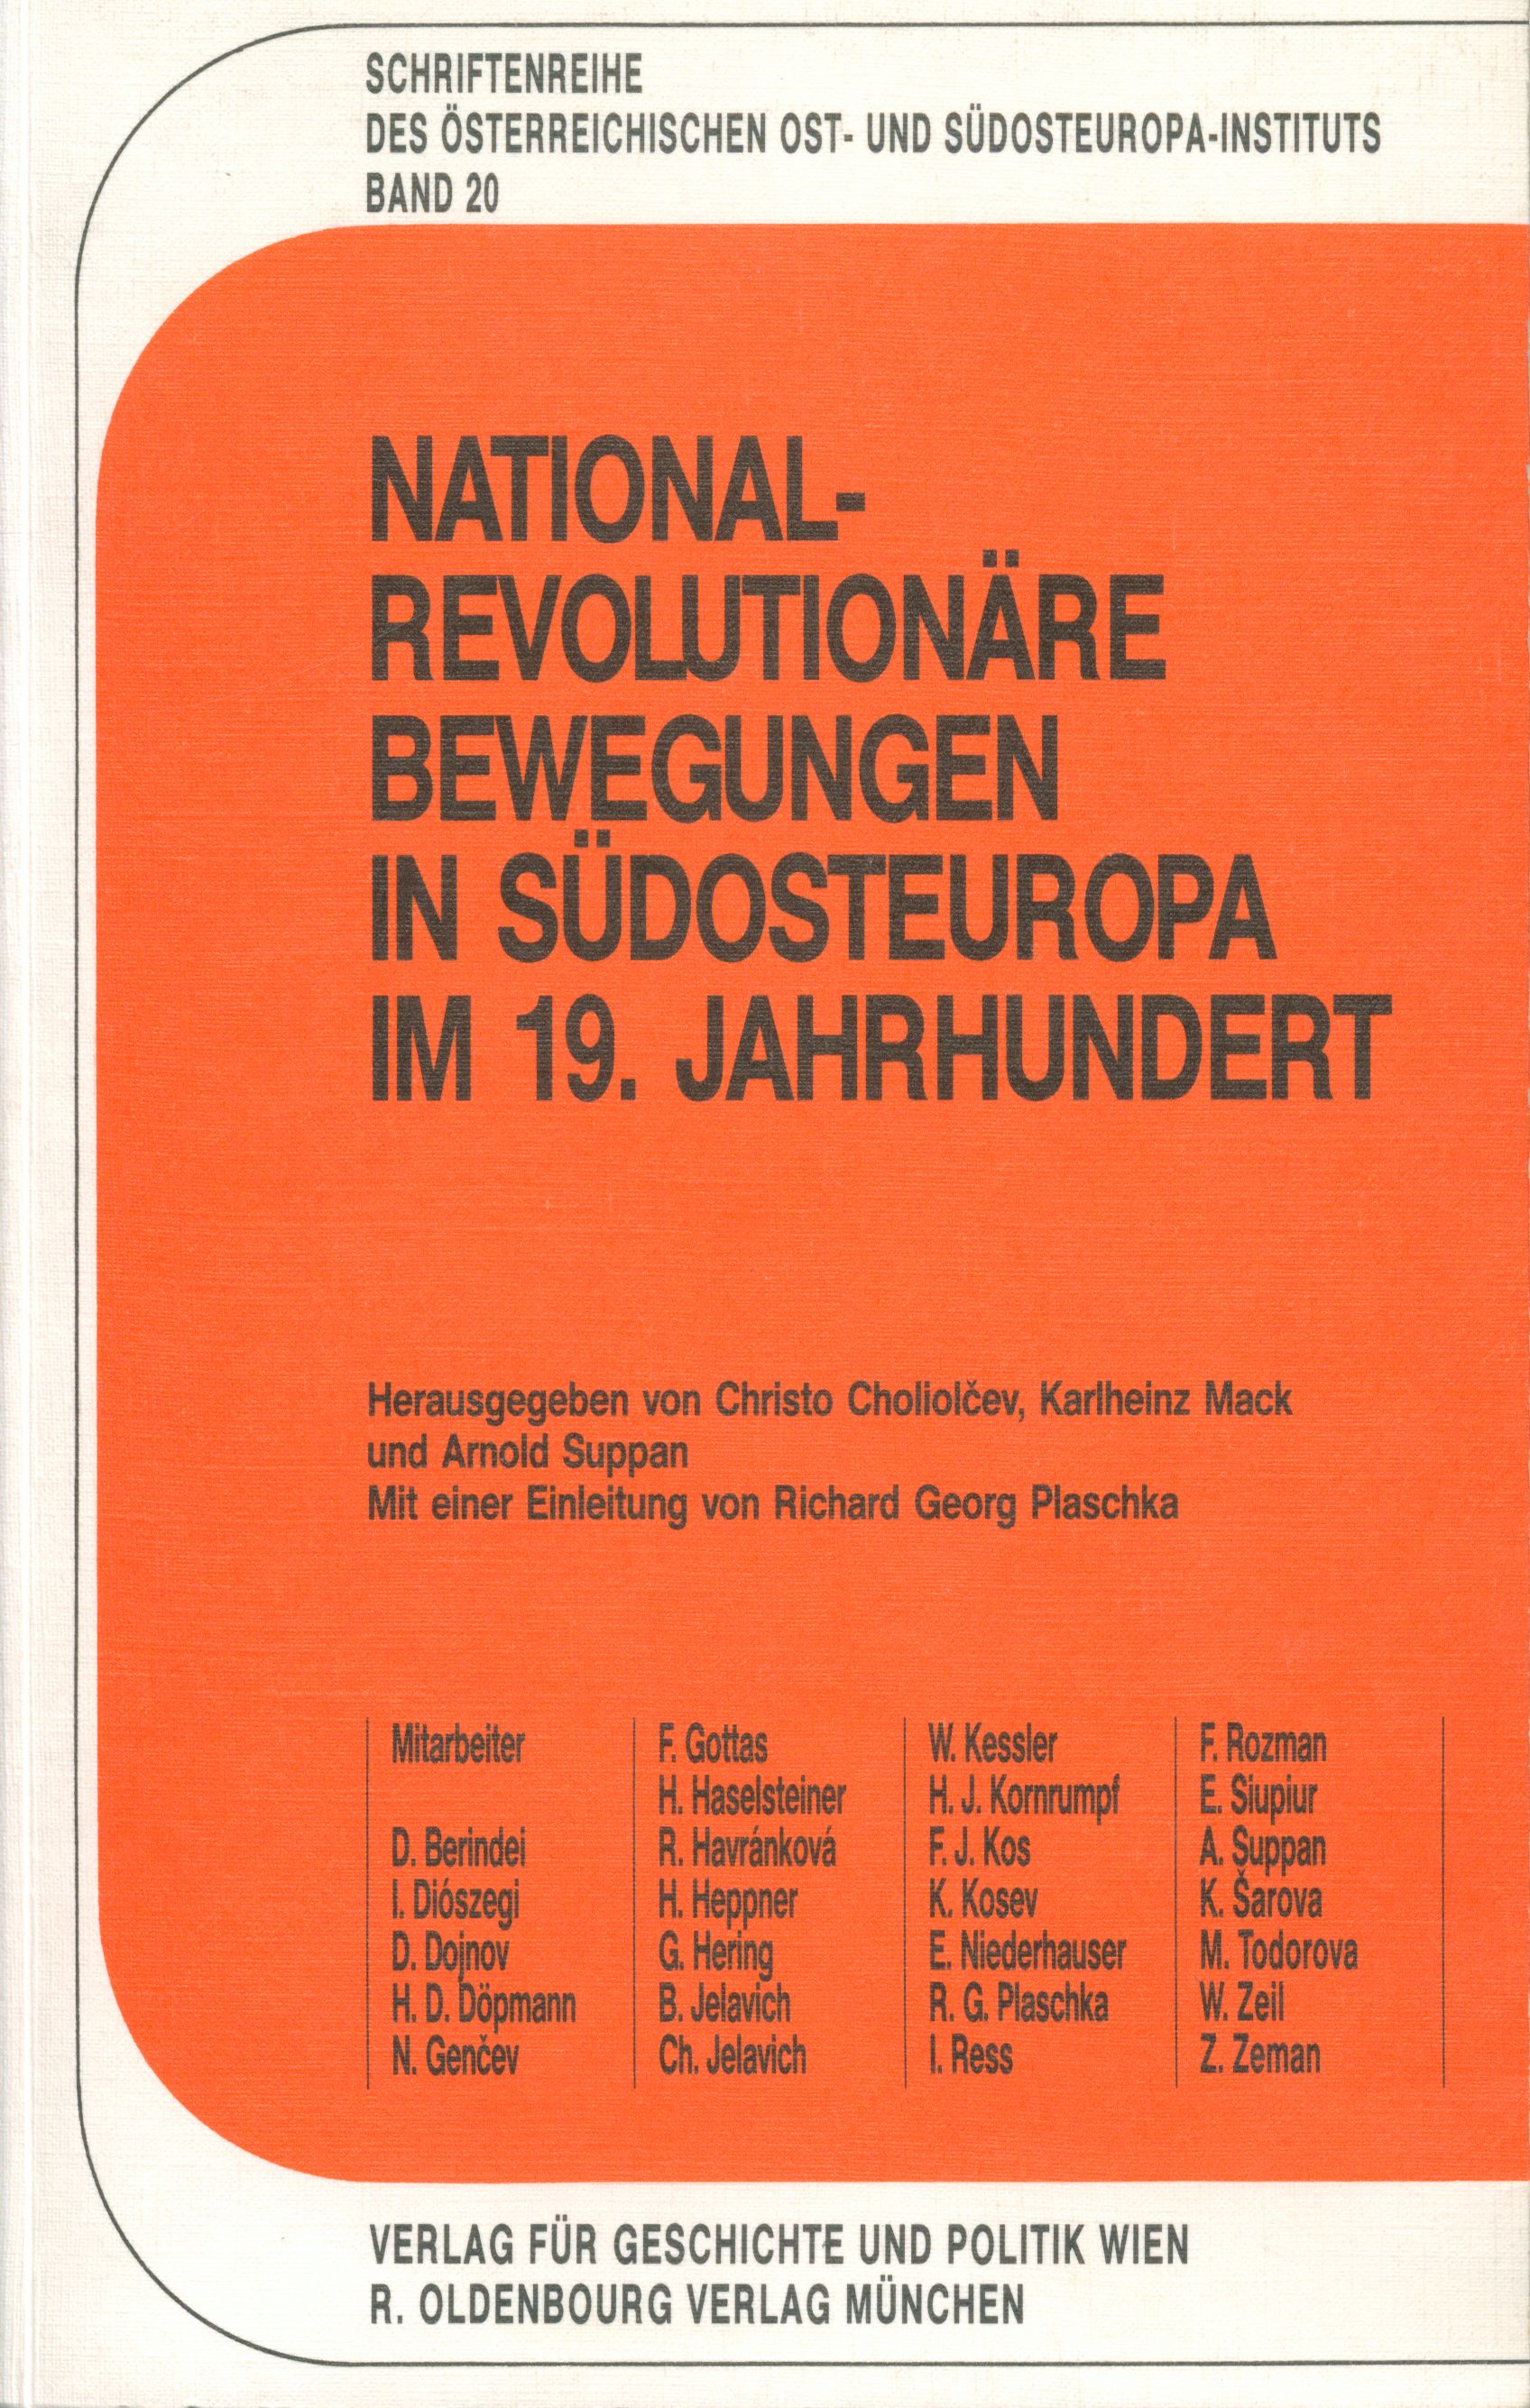 SCHRIFTENREIHE
DES ÖSTERREICHISCHEN OST- UND SÜDOSTEUROPA-INSTITUTS
BAND 20
NATIONAL-
REVOLUTIONÄRE
BEWEGUNGEN
IN SÜDOSTEUROPA
IM 19. JAHRHUNDERT
Herausgegeben von Christo Choliolčev, Karlheinz Mack
und Arnold Suppan
Mit einer Einleitung von Richard Georg Plaschka
Mitarbeiter
D. Berindei
I. Diószegi
D. Dojnov
H. D. Döpmann
N. Genčev
F. Gottas
H. Haselsteiner
R. Havránková
H. Heppner
G. Hering
B. Jelavich
Ch. Jelavich
W. Kessler
H. J. Kornrumpf
F. J. Kos
K. Kosev
E. Niederhauser
R. G. Plaschka
I. Ress
F. Rozman
E. Siupiur
A. Suppan
K. Šarova
M. Todorova
W. Zeil
Z. Zeman
VERLAG FÜR GESCHICHTE UND POLITIK WIEN
R. OLDENBOURG VERLAG MÜNCHEN